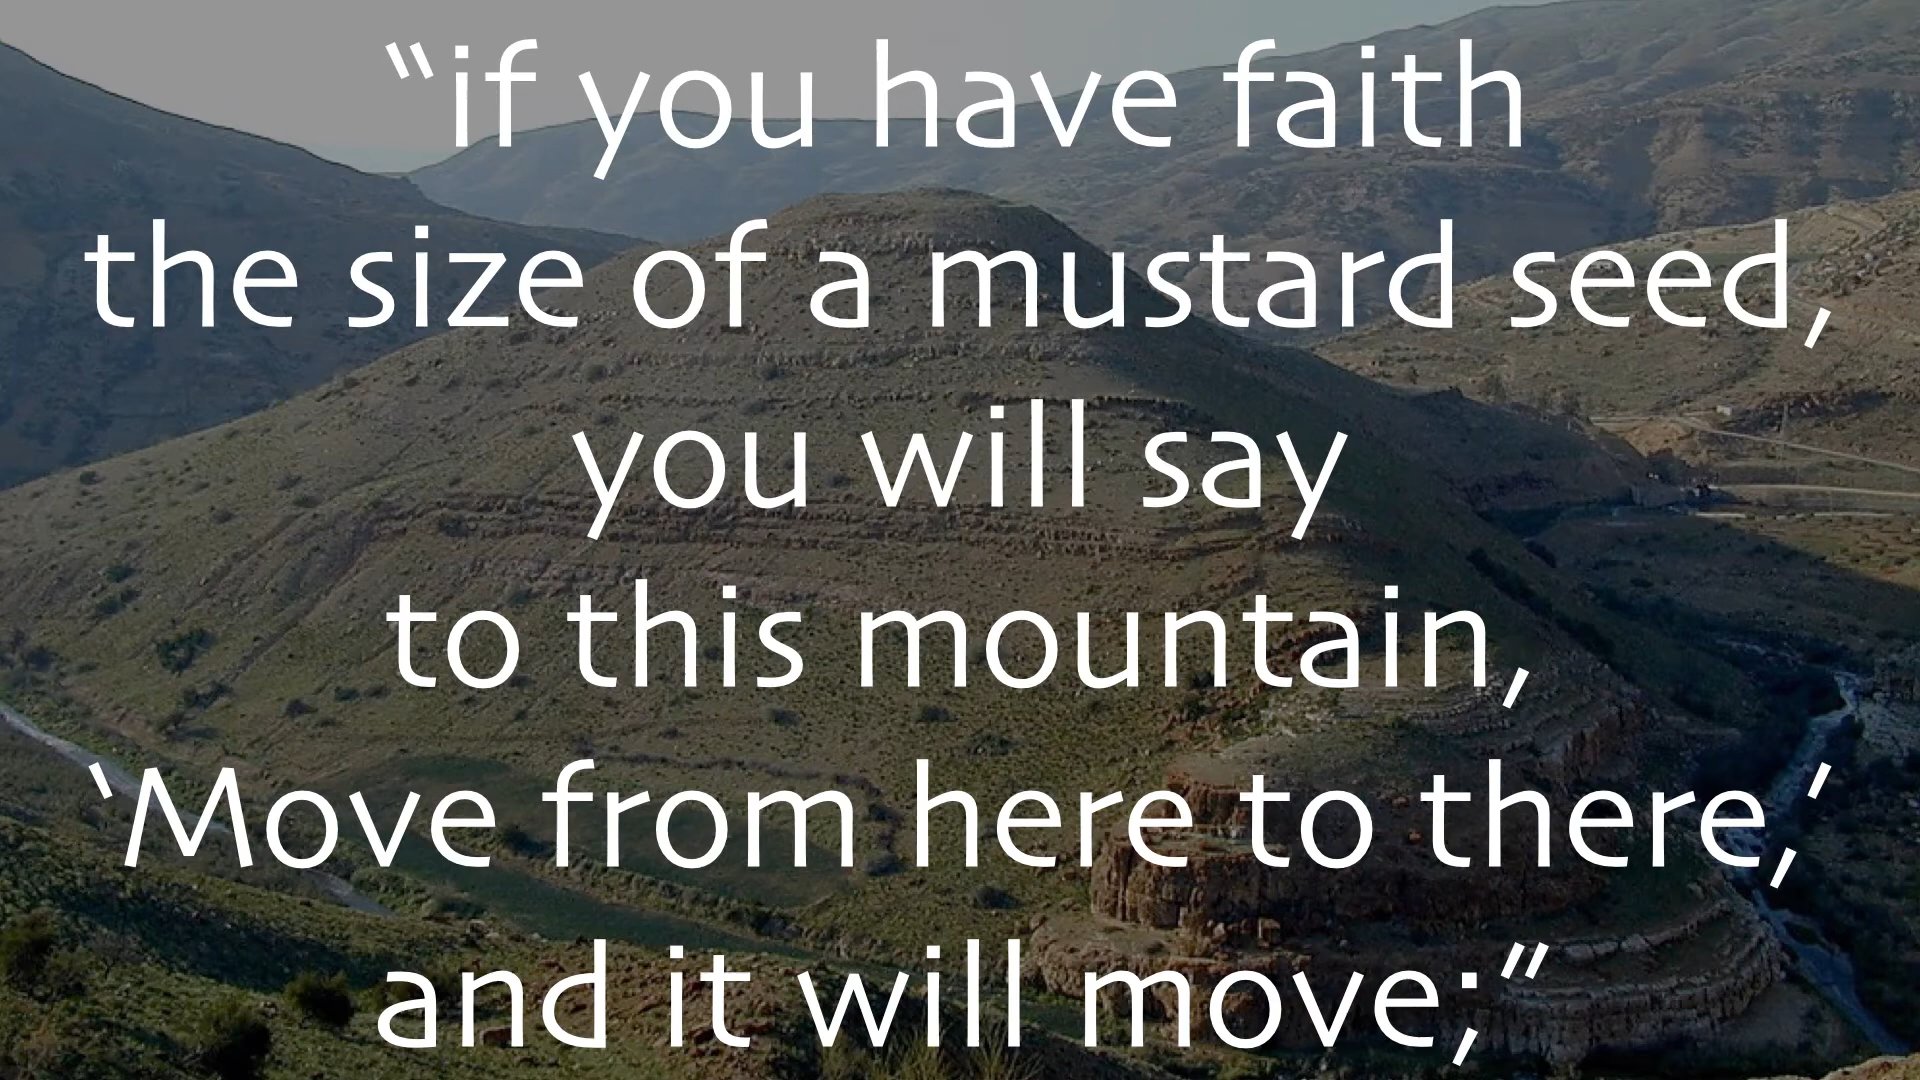 “if you have faith
the size of a mustard seed,
you will say
to this mountain,
‘Move from here to there,’
and it will move;”